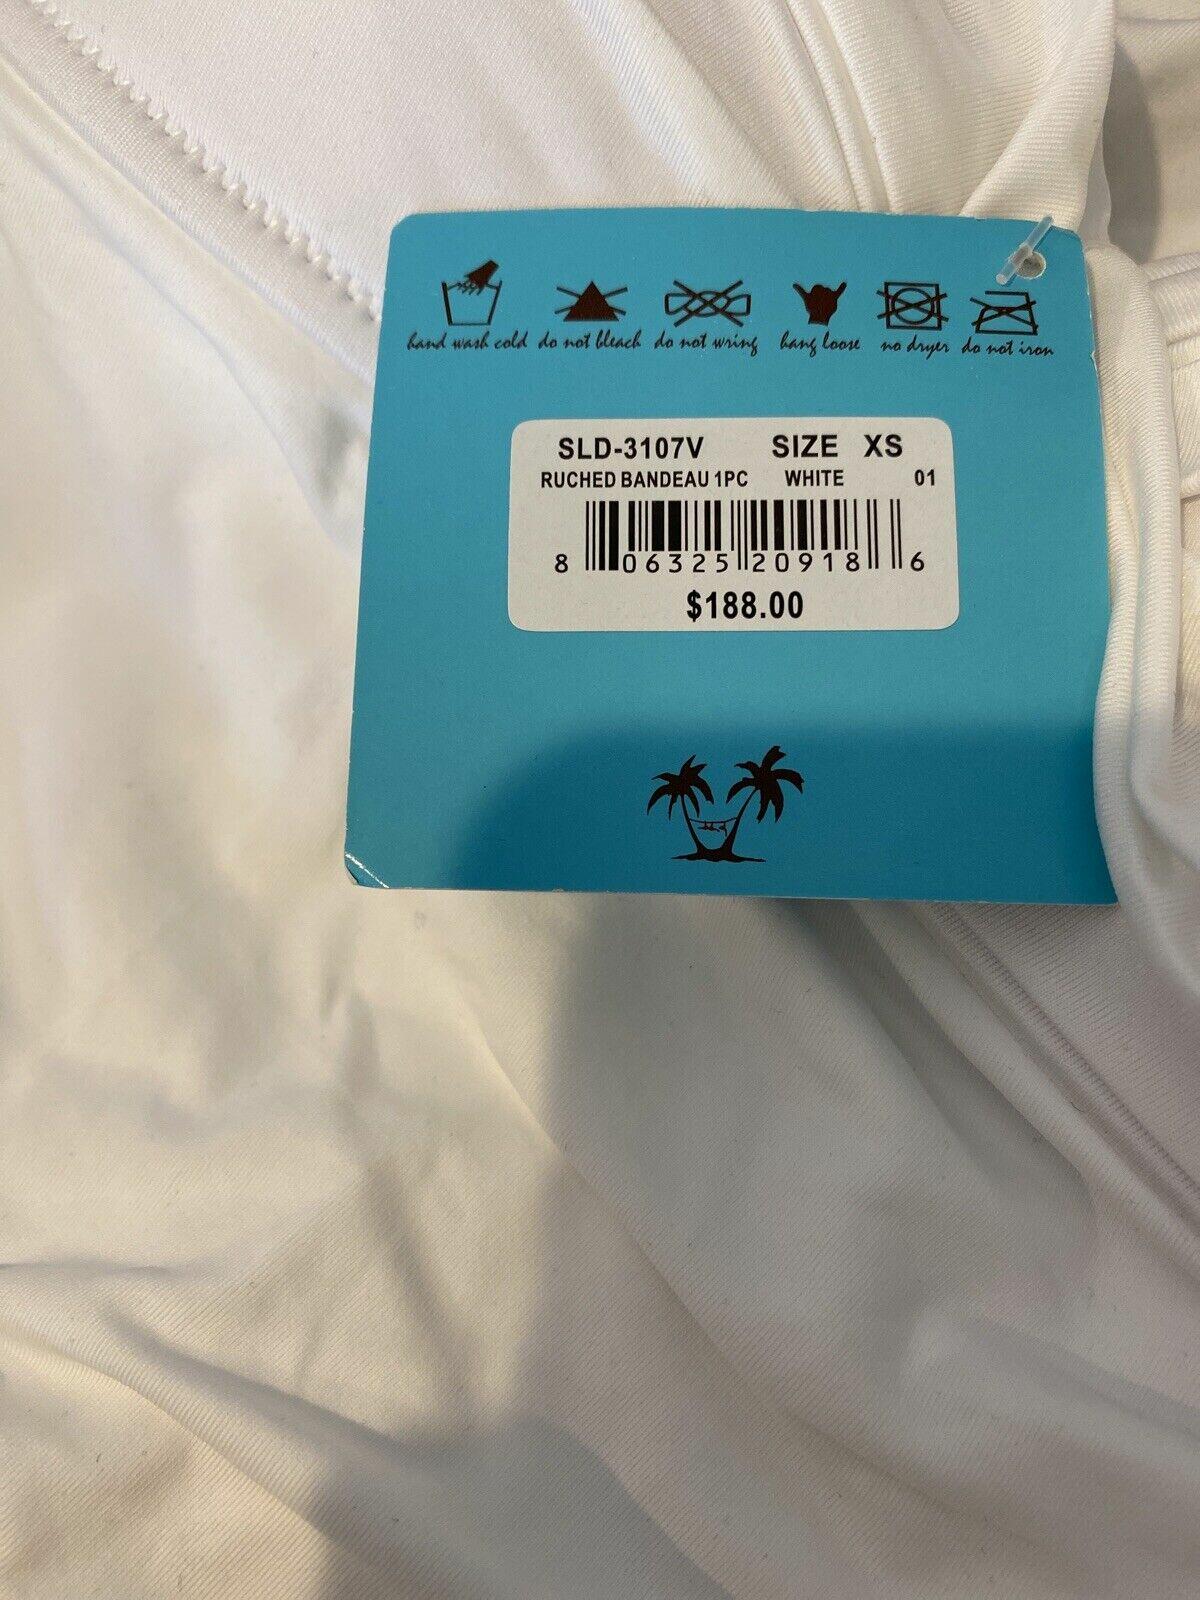 hand wash cold do not bleach do not wring hang loose no dryer do not iron
SLD-3107V SIZE XS
RUCHED BANDEAU 1PC WHITE 01
8 06325 20918 6
$188.00